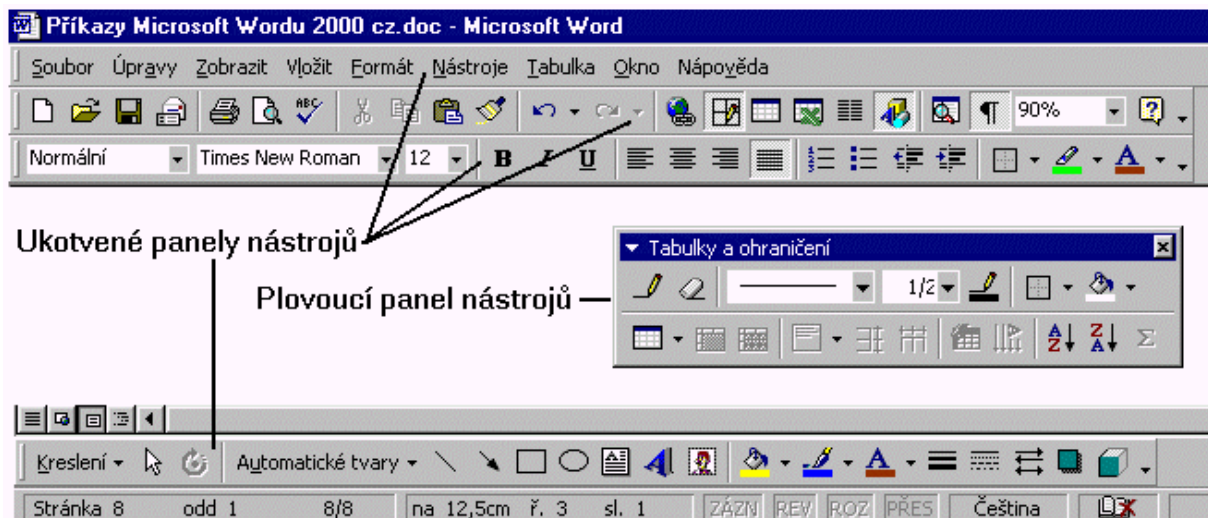 Příkazy Microsoft Wordu 2000 cz.doc - Microsoft Word
Soubor Úpravy Zobrazit Vložit Formát Nástroje Tabulka Okno Nápověda
ABC 90%
Normální Times New Roman 12 B I U A
Ukotvené panely nástrojů
Tabulky a ohraničení
Plovoucí panel nástrojů
1/2
A Z Z A Σ
Kreslení Automatické tvary A A
Stránka 8 odd 1 8/8 na 12,5cm ř. 3 sl. 1 ZÁZN REV ROZ PŘES Čeština